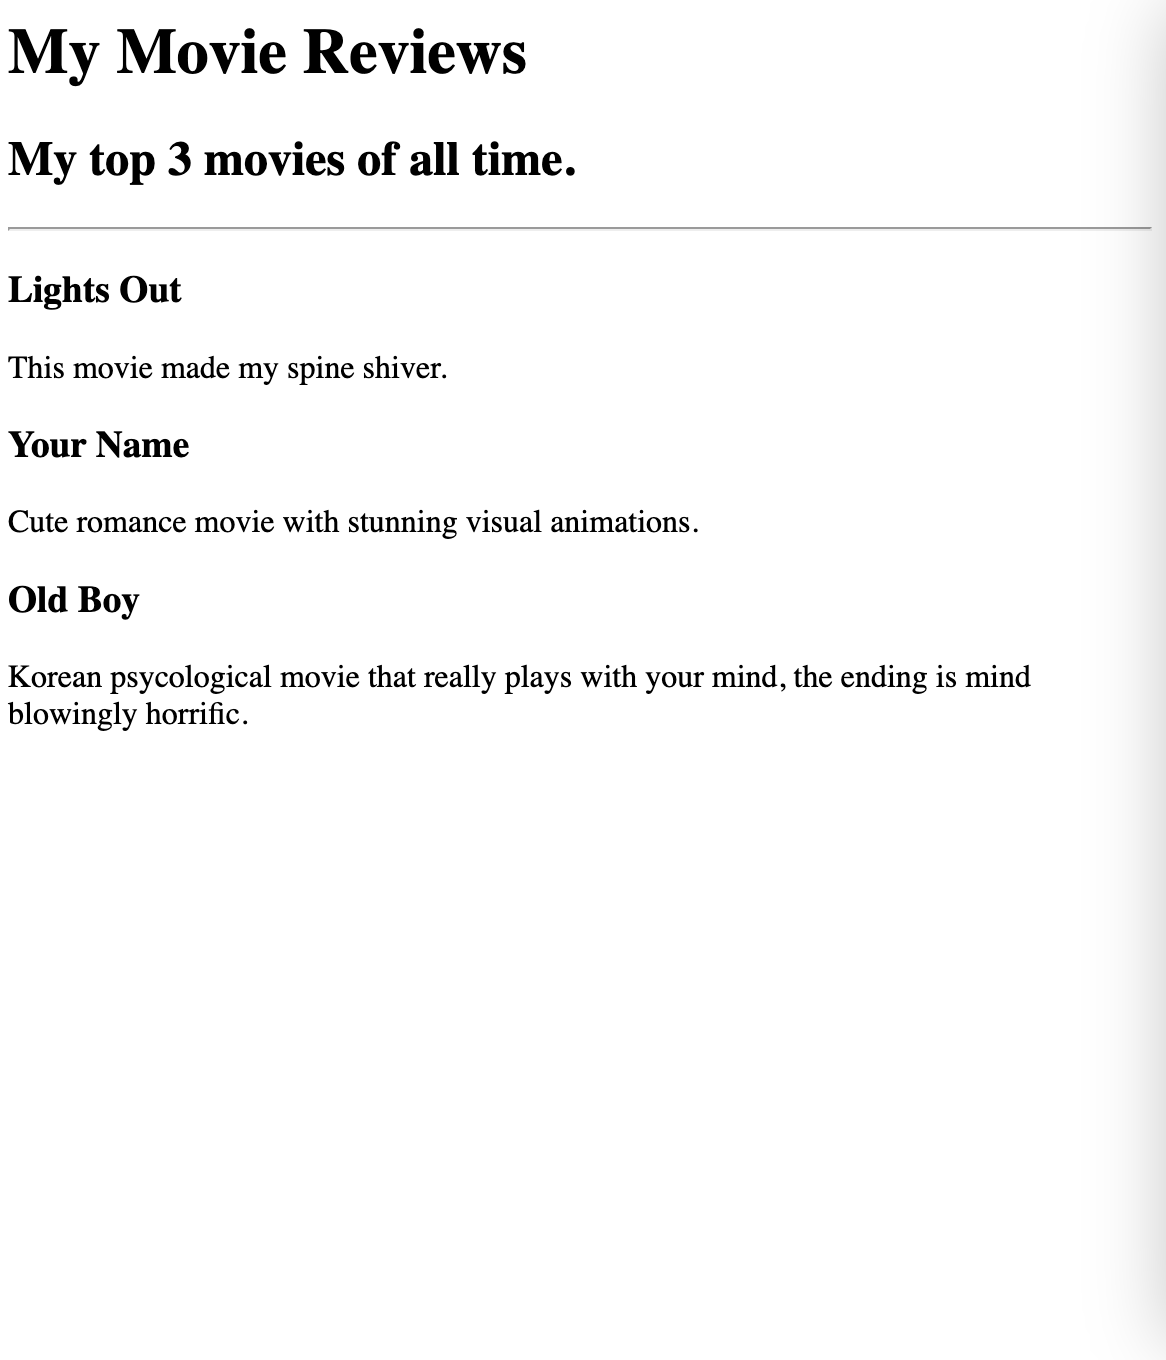 My Movie Reviews
My top 3 movies of all time.
Lights Out
This movie made my spine shiver.
Your Name
Cute romance movie with stunning visual animations.
Old Boy
Korean psycological movie that really plays with your mind, the ending is mind
blowingly horrific.